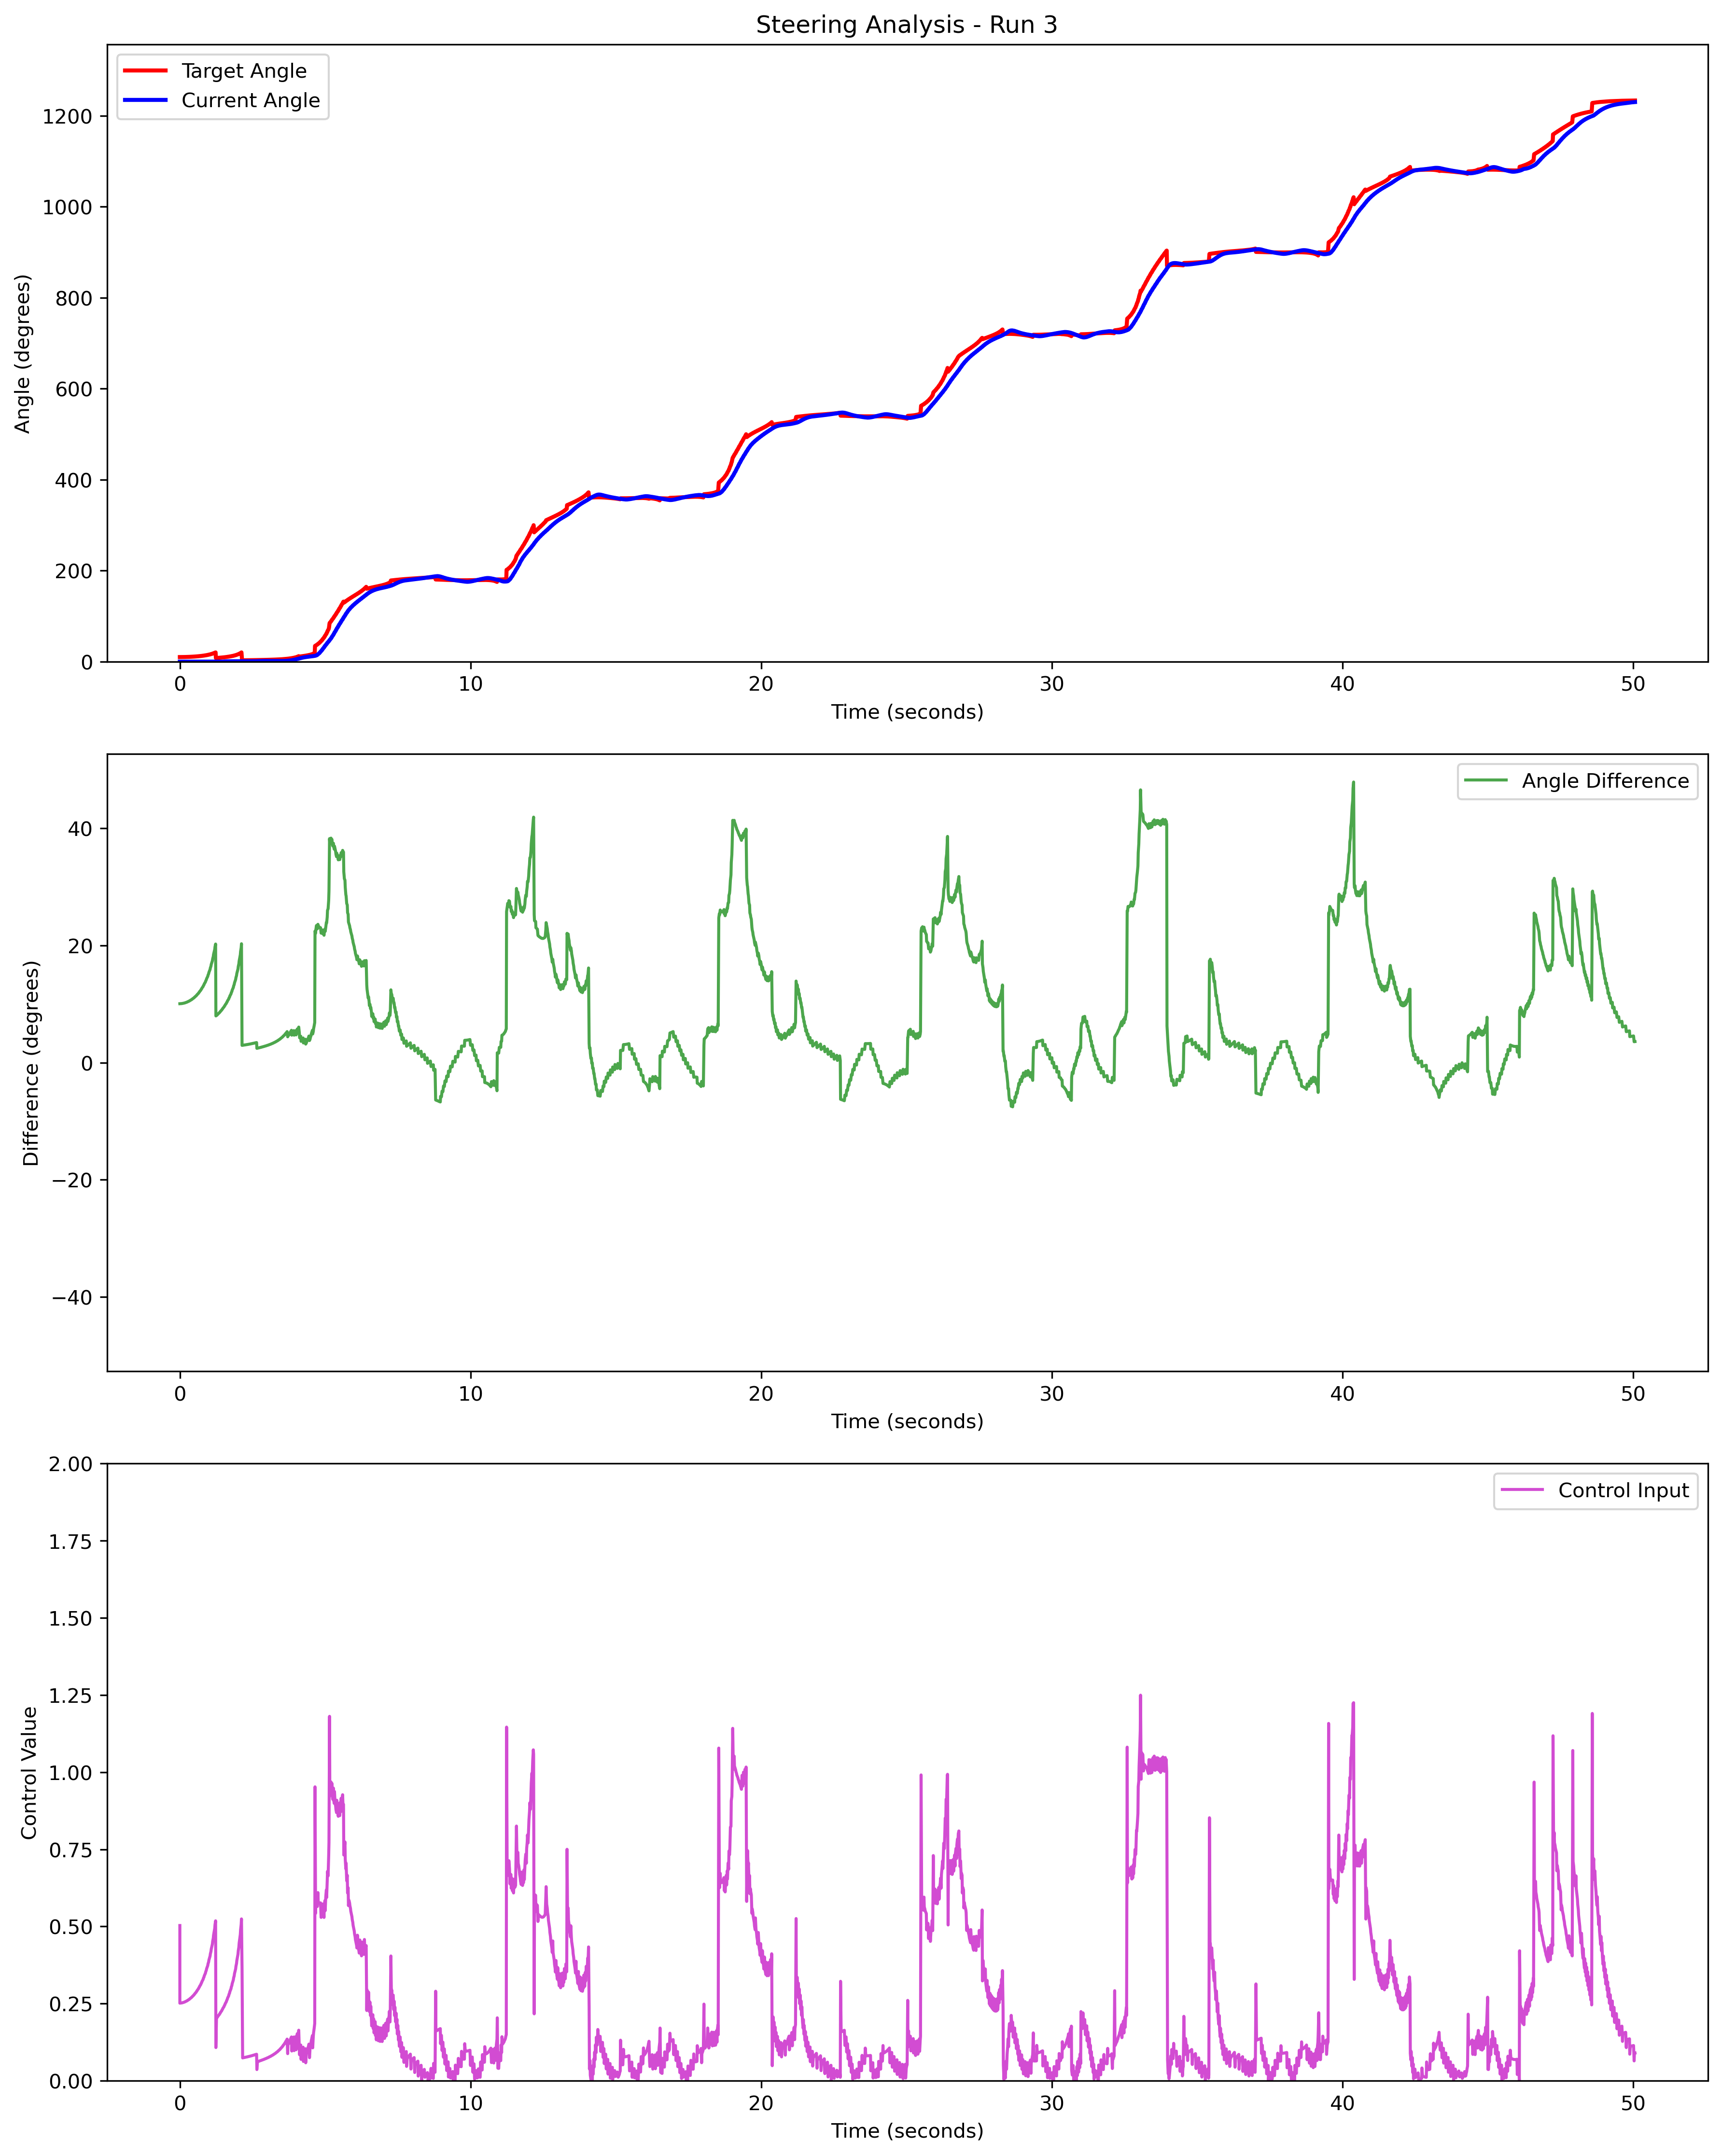 Steering Analysis - Run 3
Target Angle
Current Angle
Angle (degrees)
1200
1000
800
600
400
200
0
0 10 20 30 40 50
Time (seconds)
Angle Difference
Difference (degrees)
40
20
0
−20
−40
0 10 20 30 40 50
Time (seconds)
Control Input
Control Value
2.00
1.75
1.50
1.25
1.00
0.75
0.50
0.25
0.00
0 10 20 30 40 50
Time (seconds)